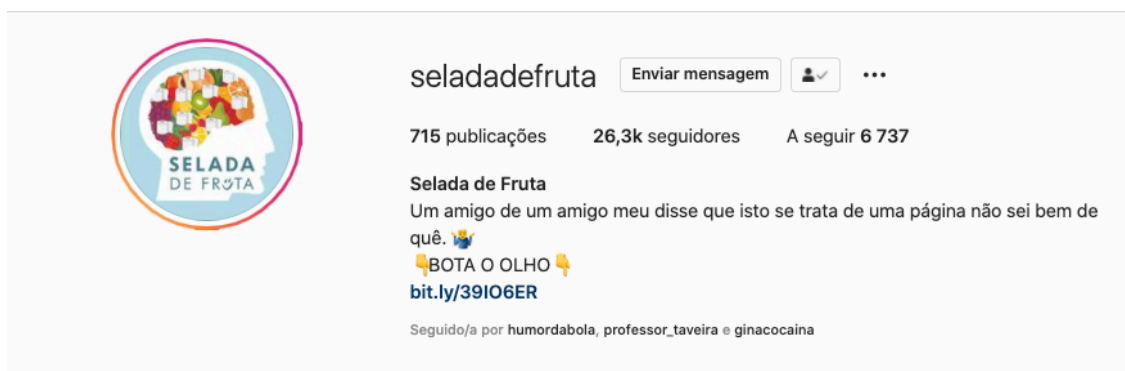 SELADA
DE FRUTA
seladadefruta Enviar mensagem
715 publicações 26,3k seguidores A seguir 6 737
Selada de Fruta
Um amigo de um amigo meu disse que isto se trata de uma página não sei bem de
quê. 🤷‍♂️
👇BOTA O OLHO👇
bit.ly/39IO6ER
Seguido/a por humordabola, professor_taveira e ginacocaina